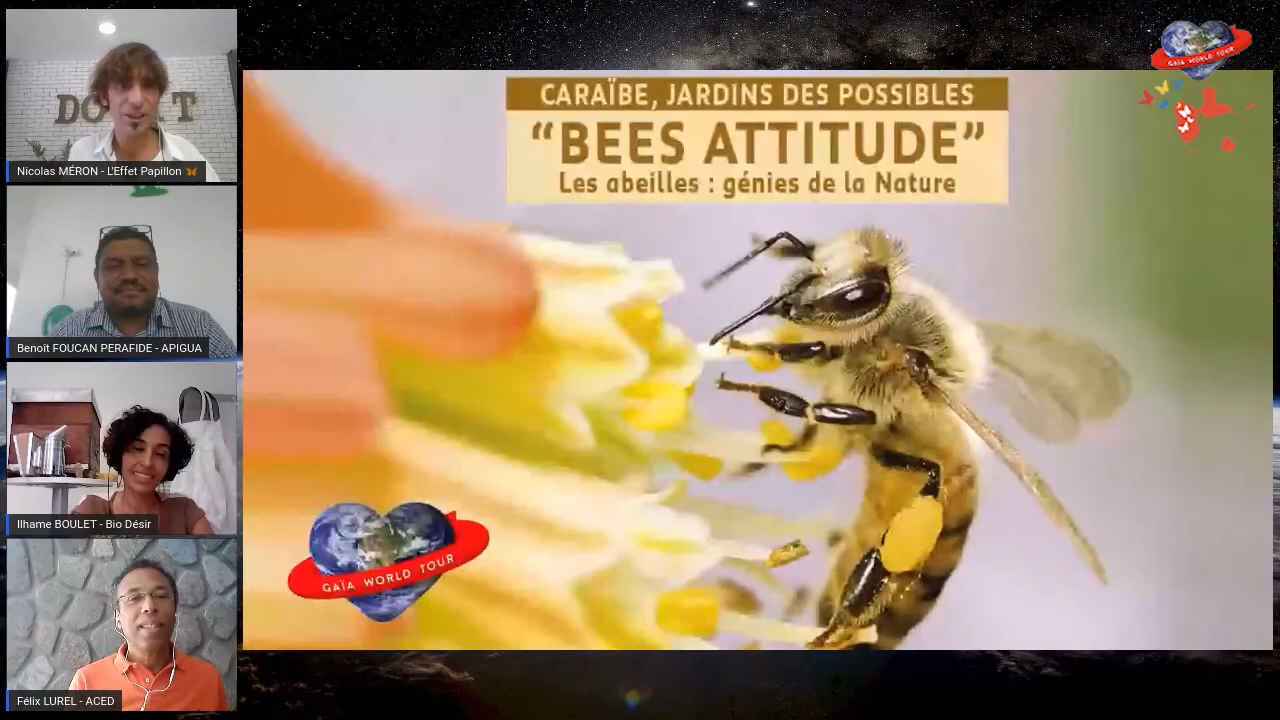 Nicolas MÉRON - L'Effet Papillon
Benoît FOUCAN PERAFIDE - APIGUA
Ilhame BOULET - Bio Désir
Félix LUREL - ACED
CARAÏBE, JARDINS DES POSSIBLES
“BEES ATTITUDE”
Les abeilles : génies de la Nature
GAÏA WORLD TOUR
GAÏA WORLD TOUR